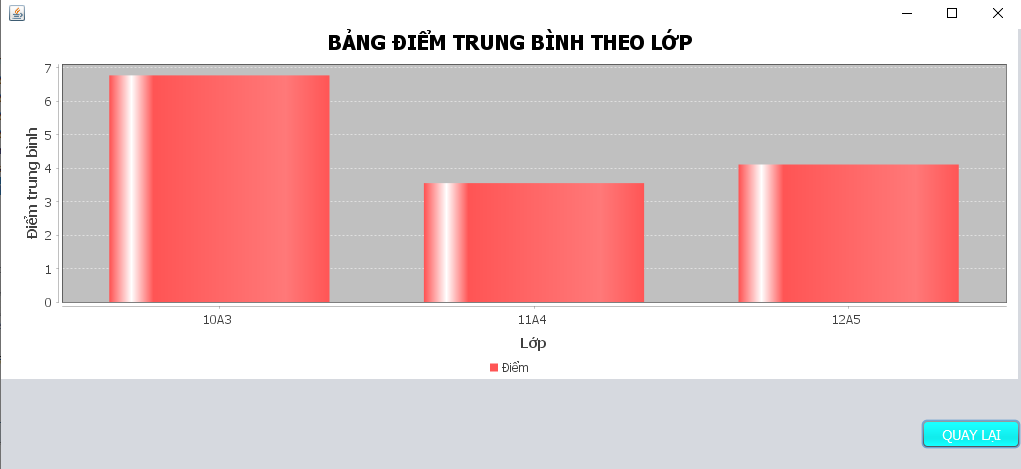 BẢNG ĐIỂM TRUNG BÌNH THEO LỚP
Điểm trung bình
7
6
5
4
3
2
1
0
10A3 11A4 12A5
Lớp
Điểm
QUAY LẠI